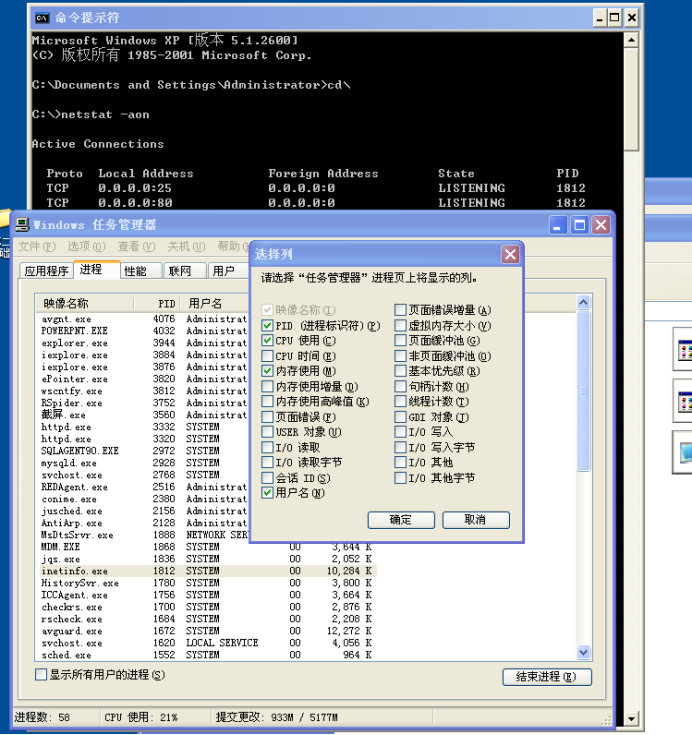 命令提示符
Microsoft Windows XP [版本 5.1.2600]
(C) 版权所有 1985-2001 Microsoft Corp.
C:\Documents and Settings\Administrator>cd\
C:\>netstat -aon
Active Connections
Proto Local Address Foreign Address State PID
TCP 0.0.0.0:25 0.0.0.0:0 LISTENING 1812
TCP 0.0.0.0:80 0.0.0.0:0 LISTENING 1812
Windows 任务管理器
文件(F) 选项(O) 查看(V) 关机(U) 帮助
应用程序 进程 性能 联网 用户
映像名称 PID 用户名
avgnt.exe 4076 Administrat
POWERPNT.EXE 4032 Administrat
explorer.exe 3944 Administrat
iexplore.exe 3884 Administrat
iexplore.exe 3876 Administrat
ePointer.exe 3820 Administrat
wscntfy.exe 3812 Administrat
RSpider.exe 3752 Administrat
截屏.exe 3560 Administrat
httpd.exe 3332 SYSTEM
httpd.exe 3320 SYSTEM
SQLAGENT90.EXE 2972 SYSTEM
mysqld.exe 2928 SYSTEM
svchost.exe 2768 SYSTEM
REDAgent.exe 2516 Administrat
conime.exe 2380 Administrat
jusched.exe 2156 Administrat
AntiArp.exe 2128 Administrat
MsDtsSrvr.exe 1888 NETWORK SER
MDM.EXE 1868 SYSTEM 00 3,644 K
jqs.exe 1836 SYSTEM 00 2,052 K
inetinfo.exe 1812 SYSTEM 00 10,284 K
HistorySvr.exe 1780 SYSTEM 00 3,800 K
ICCAgent.exe 1756 SYSTEM 00 3,664 K
checkrs.exe 1700 SYSTEM 00 2,876 K
rscheck.exe 1684 SYSTEM 00 2,208 K
avguard.exe 1672 SYSTEM 00 12,272 K
svchost.exe 1620 LOCAL SERVICE 00 4,056 K
sched.exe 1552 SYSTEM 00 964 K
显示所有用户的进程(S)
结束进程(E)
进程数: 58 CPU 使用: 21% 提交更改: 933M / 5177M
选择列
请选择“任务管理器”进程页上将显示的列。
映像名称(I) 页面错误增量(A)
PID (进程标识符)(P) 虚拟内存大小(V)
CPU 使用(C) 页面缓冲池(G)
CPU 时间(E) 非页面缓冲池(O)
内存使用(M) 基本优先级(R)
内存使用增量(D) 句柄计数(H)
内存使用高峰值(K) 线程计数(T)
页面错误(F) GDI 对象(J)
USER 对象(U) I/O 写入
I/O 读取 I/O 写入字节
I/O 读取字节 I/O 其他
会话 ID(S) I/O 其他字节
用户名(N)
确定 取消